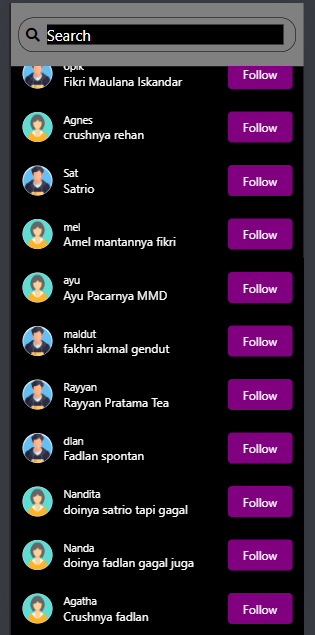 Search
opik
Fikri Maulana Iskandar
Follow
Agnes
crushnya rehan
Follow
Sat
Satrio
Follow
mel
Amel mantannya fikri
Follow
ayu
Ayu Pacarnya MMD
Follow
maldut
fakhri akmal gendut
Follow
Rayyan
Rayyan Pratama Tea
Follow
dlan
Fadlan spontan
Follow
Nandita
doinya satrio tapi gagal
Follow
Nanda
doinya fadlan gagal juga
Follow
Agatha
Crushnya fadlan
Follow